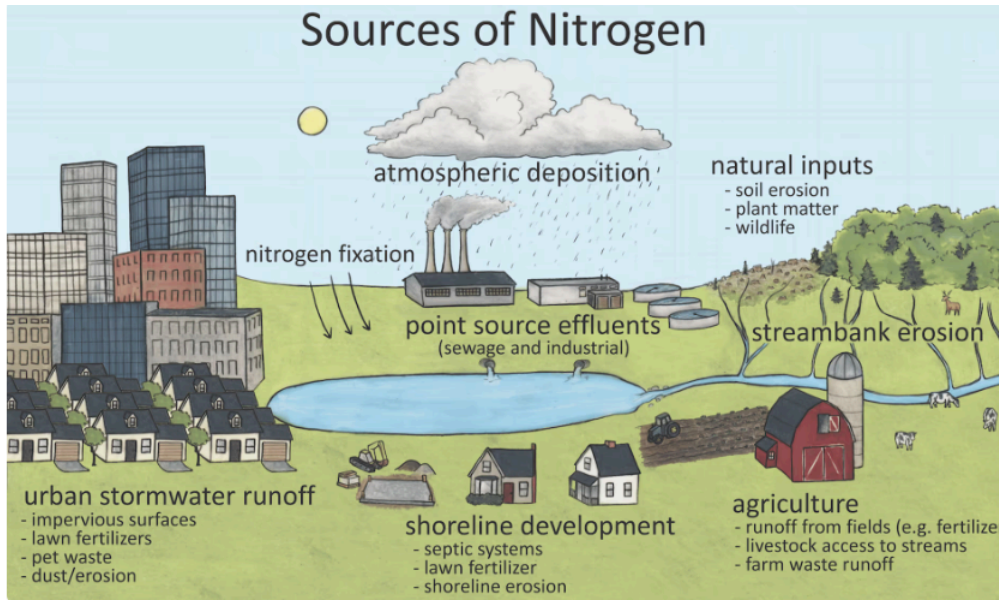 Sources of Nitrogen
atmospheric deposition
natural inputs
- soil erosion
- plant matter
- wildlife
nitrogen fixation
point source effluents
(sewage and industrial)
streambank erosion
urban stormwater runoff
- impervious surfaces
- lawn fertilizers
- pet waste
- dust/erosion
shoreline development
- septic systems
- lawn fertilizer
- shoreline erosion
agriculture
- runoff from fields (e.g. fertilize
- livestock access to streams
- farm waste runoff